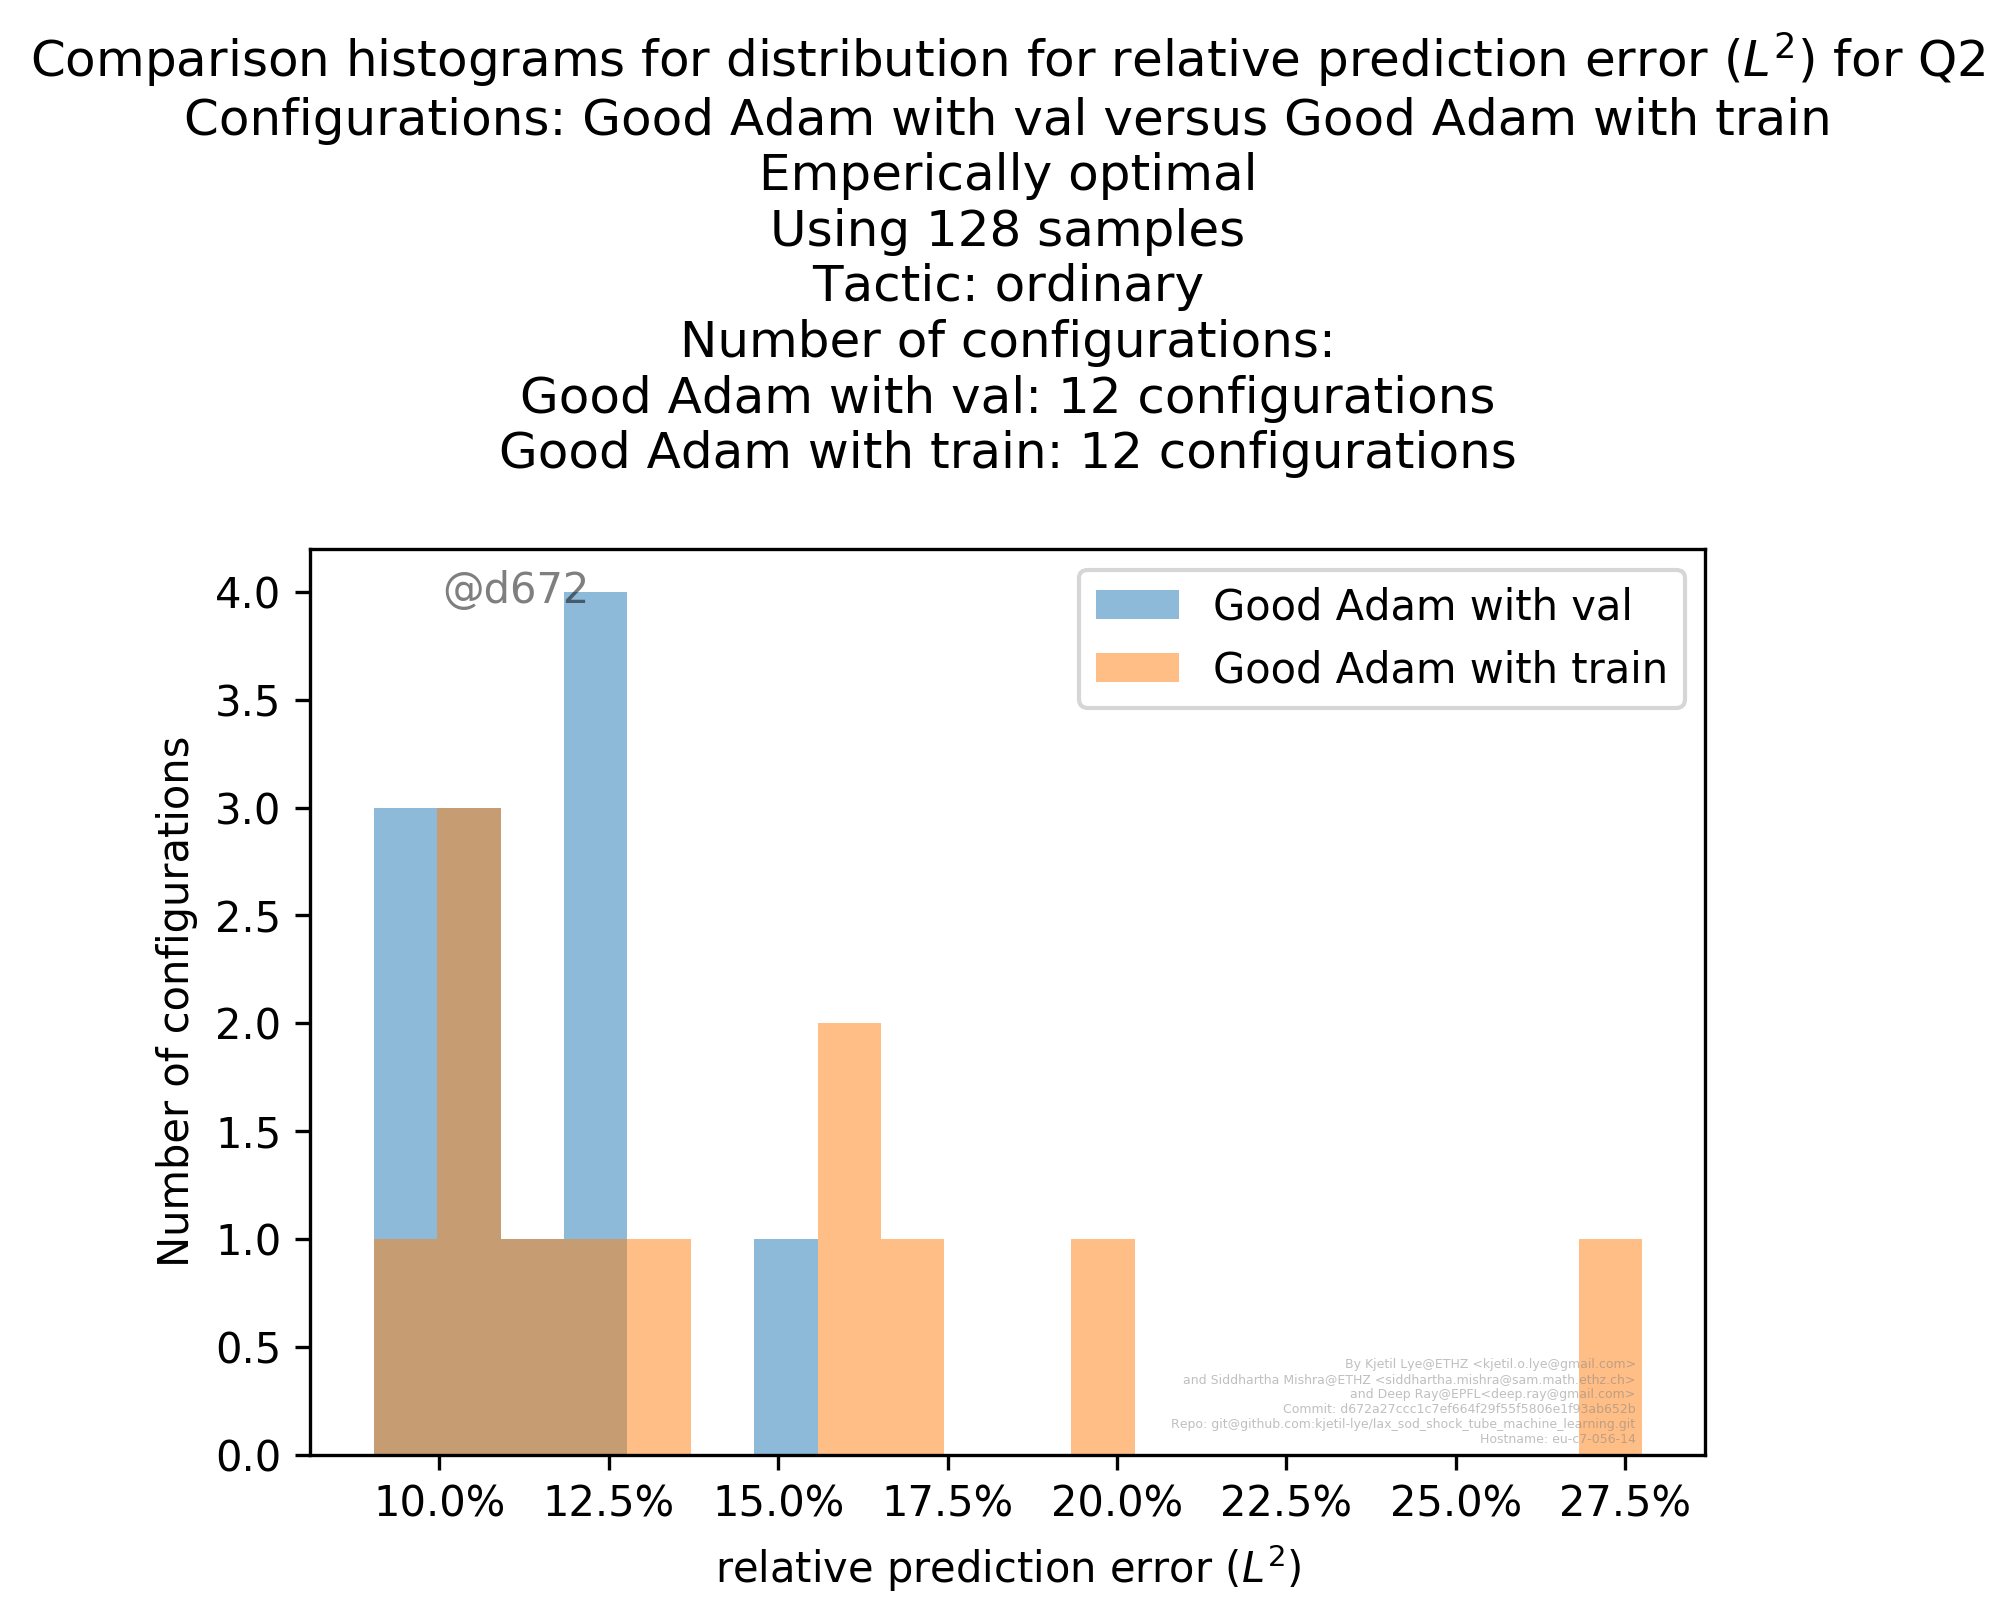 Comparison histograms for distribution for relative prediction error (L²) for Q2
Configurations: Good Adam with val versus Good Adam with train
Emperically optimal
Using 128 samples
Tactic: ordinary
Number of configurations:
Good Adam with val: 12 configurations
Good Adam with train: 12 configurations
@d672
Good Adam with val
Good Adam with train
Number of configurations
4.0
3.5
3.0
2.5
2.0
1.5
1.0
0.5
0.0
By Kjetil Lye@ETHZ <kjetil.o.lye@gmail.com>
and Siddhartha Mishra@ETHZ <siddhartha.mishra@sam.math.ethz.ch>
and Deep Ray@EPFL<deep.ray@gmail.com>
Commit: d672a27ccc1c7ef664f29f55f5806e1f93ab652b
Repo: git@github.com:kjetil-lye/lax_sod_shock_tube_machine_learning.git
Hostname: eu-c7-056-14
10.0% 12.5% 15.0% 17.5% 20.0% 22.5% 25.0% 27.5%
relative prediction error (L²)